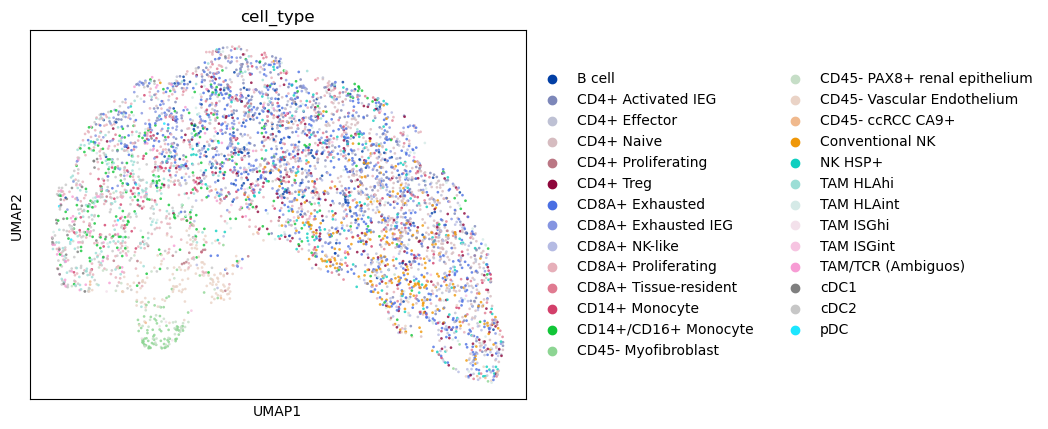 cell_type
UMAP2
UMAP1
B cell
CD4+ Activated IEG
CD4+ Effector
CD4+ Naive
CD4+ Proliferating
CD4+ Treg
CD8A+ Exhausted
CD8A+ Exhausted IEG
CD8A+ NK-like
CD8A+ Proliferating
CD8A+ Tissue-resident
CD14+ Monocyte
CD14+/CD16+ Monocyte
CD45- Myofibroblast
CD45- PAX8+ renal epithelium
CD45- Vascular Endothelium
CD45- ccRCC CA9+
Conventional NK
NK HSP+
TAM HLAhi
TAM HLAint
TAM ISGhi
TAM ISGint
TAM/TCR (Ambiguos)
cDC1
cDC2
pDC